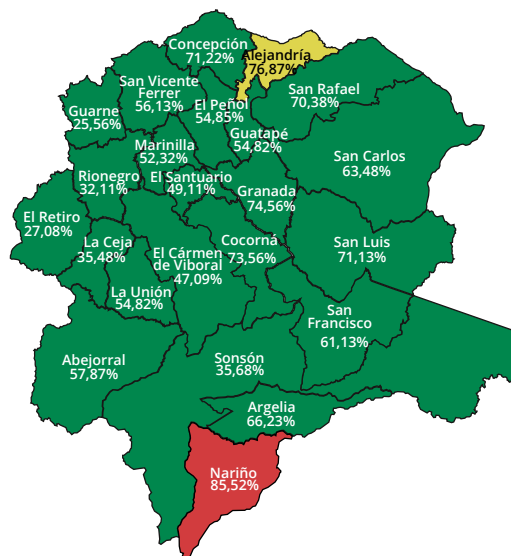 Concepción
71,22%
Alejandría
76,87%
San Vicente
Ferrer
56,13%
El Peñol
54,85%
San Rafael
70,38%
Guarne
25,56%
Guatapé
54,82%
Marinilla
52,32%
San Carlos
63,48%
Rionegro
32,11%
El Santuario
49,11%
Granada
74,56%
El Retiro
27,08%
La Ceja
35,48%
El Cármen
de Viboral
47,09%
Cocorná
73,56%
San Luis
71,13%
La Unión
54,82%
San
Francisco
61,13%
Abejorral
57,87%
Sonsón
35,68%
Argelia
66,23%
Nariño
85,52%